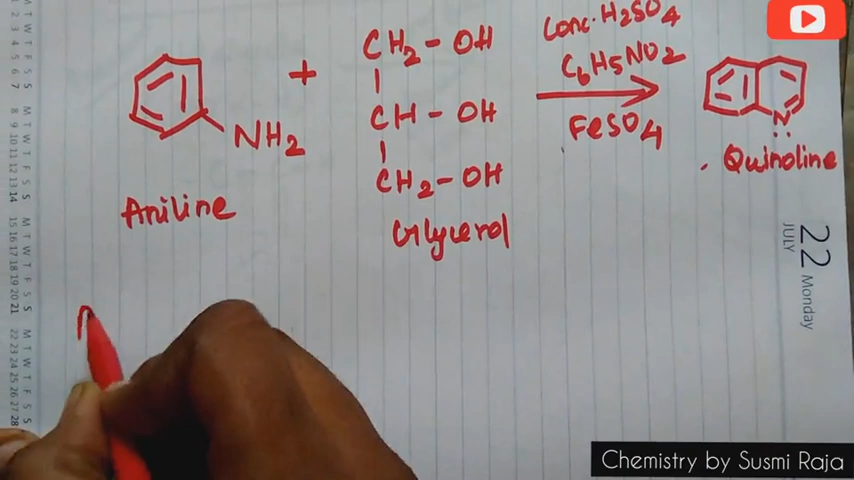 CH2-OH
Conc. H2SO4
+
C6H5NO2
CH-OH
NH2
FeSO4
N
CH2-OH
Quinoline
Aniline
Glycerol
22 Monday
JULY
Chemistry by Susmi Raja